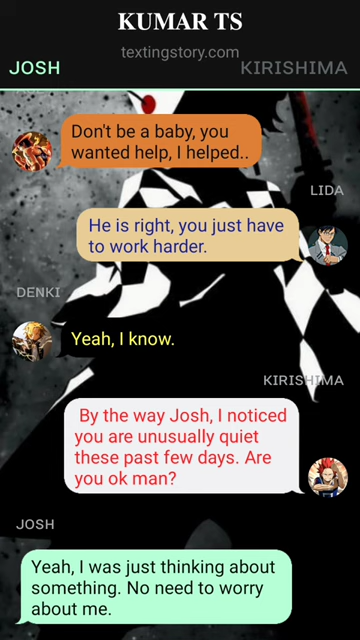 KUMAR TS
textingstory.com
JOSH
KIRISHIMA
Don't be a baby, you
wanted help, I helped..
LIDA
He is right, you just have
to work harder.
DENKI
Yeah, I know.
KIRISHIMA
By the way Josh, I noticed
you are unusually quiet
these past few days. Are
you ok man?
JOSH
Yeah, I was just thinking about
something. No need to worry
about me.